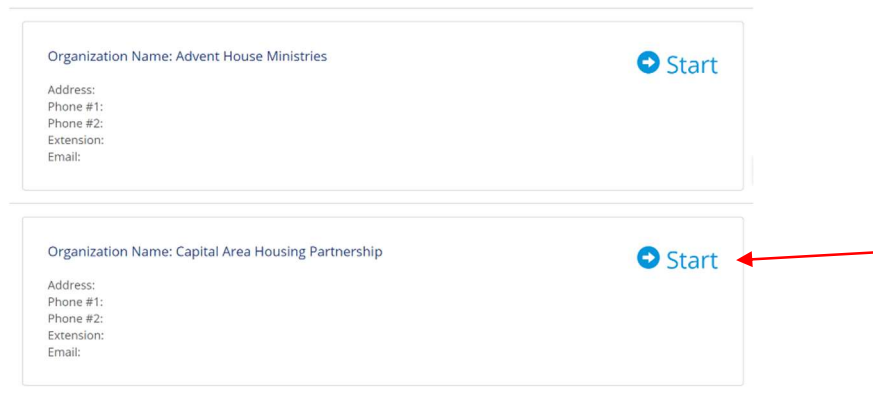 Organization Name: Advent House Ministries
Start
Address:
Phone #1:
Phone #2:
Extension:
Email:
Organization Name: Capital Area Housing Partnership
Start
Address:
Phone #1:
Phone #2:
Extension:
Email: